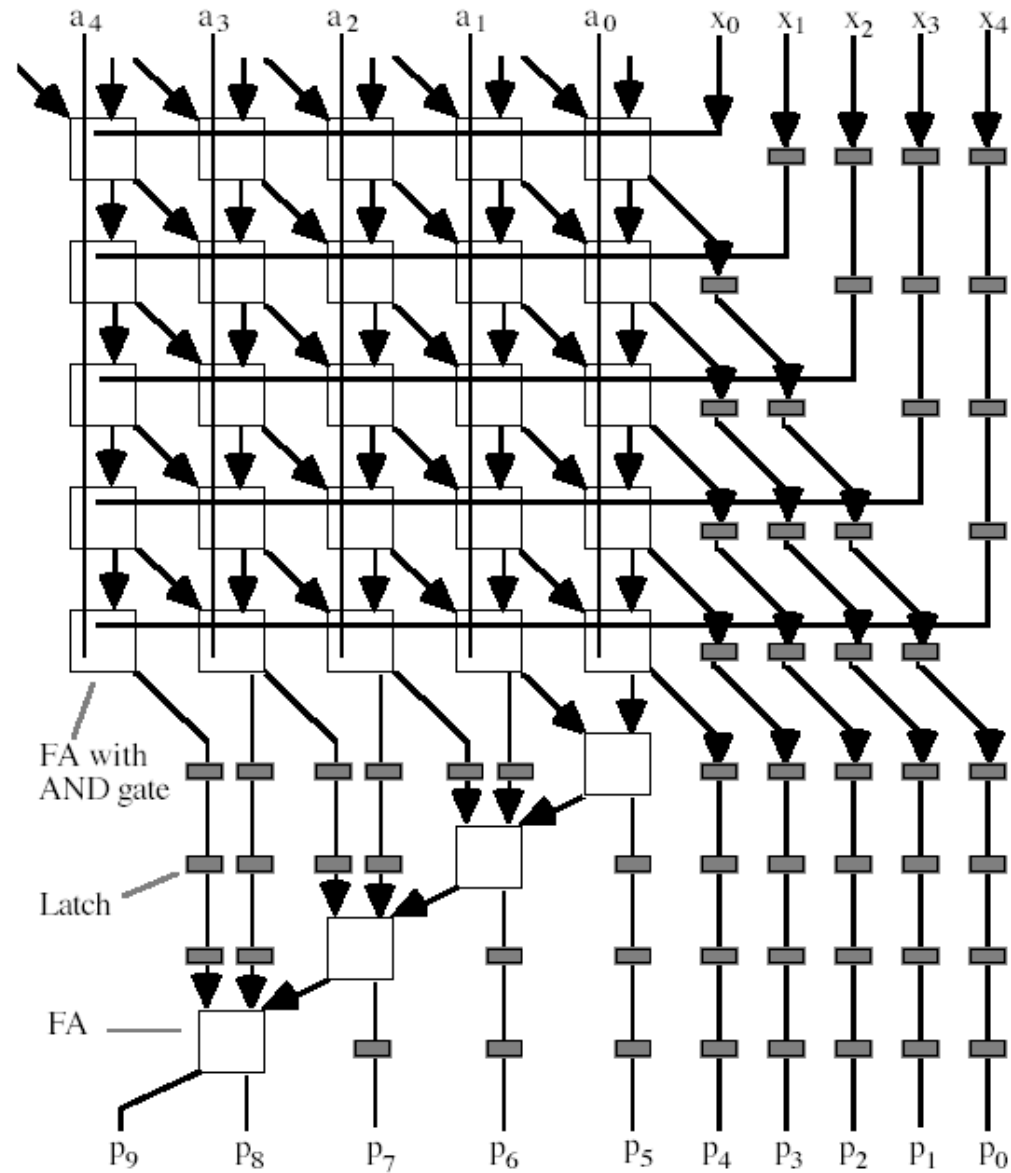 a₄ a₃ a₂ a₁ a₀ x₀ x₁ x₂ x₃ x₄
FA with
AND gate
Latch
FA
p₉ p₈ p₇ p₆ p₅ p₄ p₃ p₂ p₁ p₀